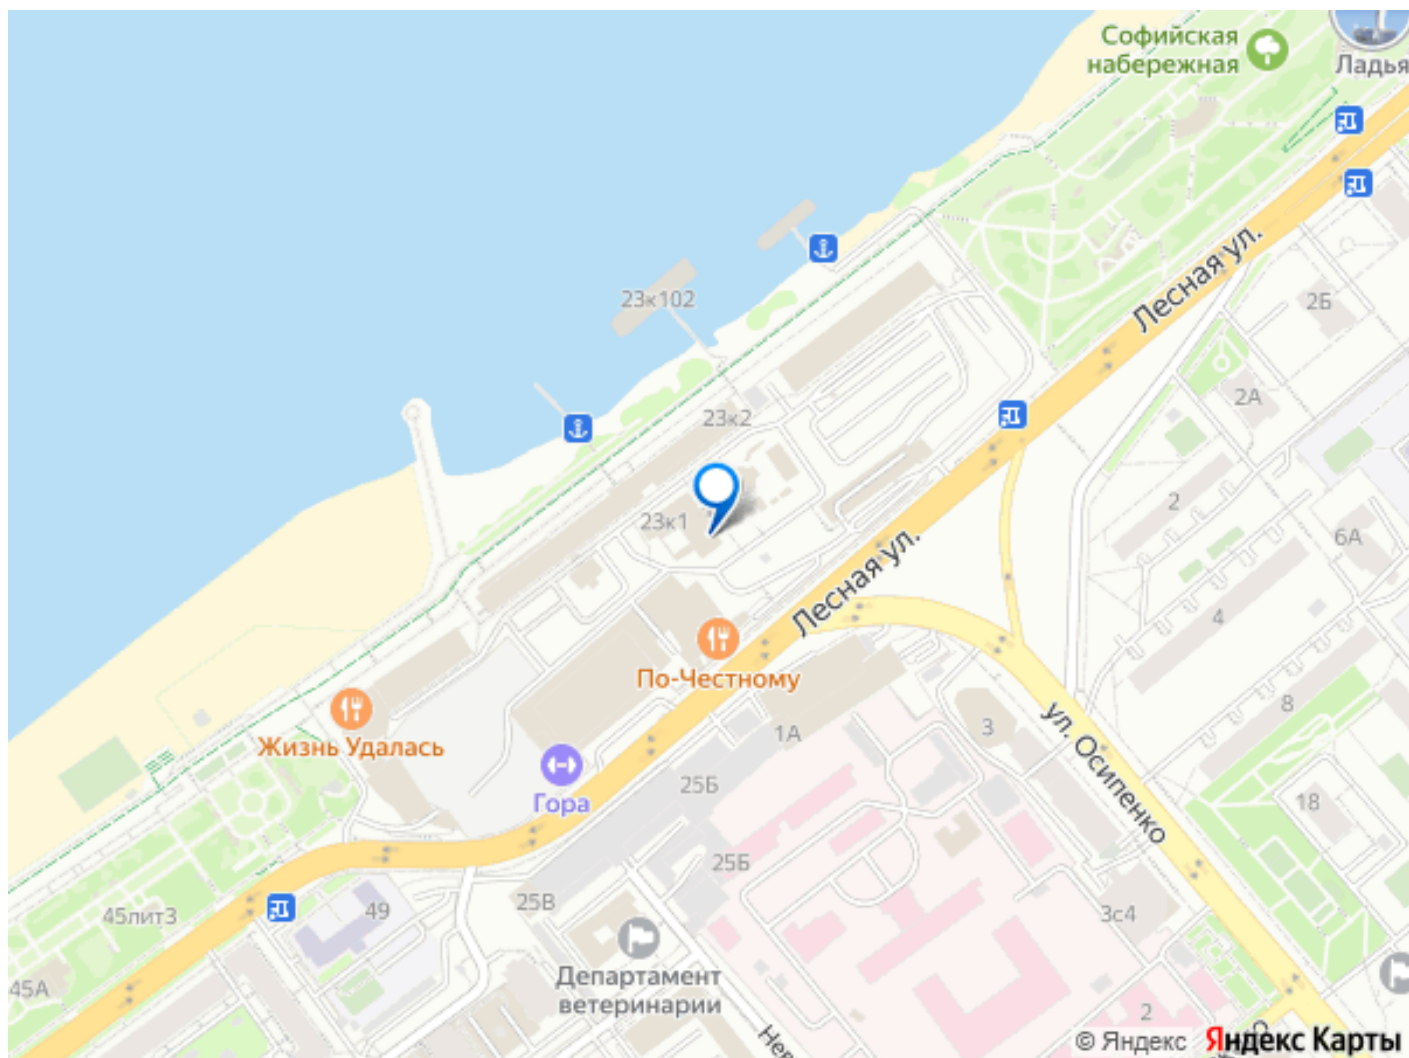 Софийская
набережная
Ладья
Лесная ул.
2Б
23к102
2А
23к2
2
23к1
6А
Лесная ул.
4
По-Честному
8
ул. Осипенко
3
1А
Жизнь Удалась
25Б
Гора
18
25Б
25В
49
45лит3
3с4
Департамент
ветеринарии
45А
2
Нев
© Яндекс Яндекс Карты